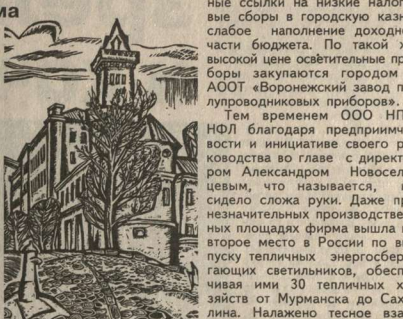 ма
ные ссылки на низкие налого
вые сборы в городскую казну
слабое наполнение доходно
части бюджета. По такой ж
высокой цене осветительные пр
боры закупаются городом
АООТ «Воронежский завод п
лупроводниковых приборов».
Тем временем ООО НП
НФЛ благодаря предприимч
вости и инициативе своего р
ководства во главе с директ
ром Александром Новосел
цевым, что называется,
сидело сложа руки. Даже пр
незначительных производстве
ных площадях фирма вышла н
второе место в России по вы
пуску тепличных энергосбер
гающих светильников, обесп
чивая ими 30 тепличных х
зяйств от Мурманска до Сах
лина. Налажено тесное вза